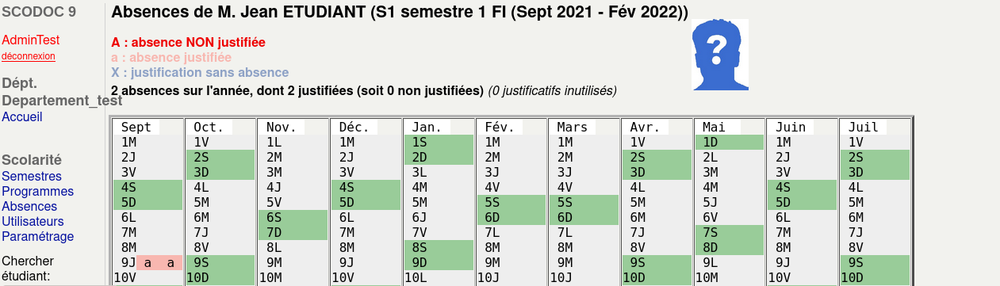 SCODOC 9
AdminTest
déconnexion
Dépt.
Departement_test
Accueil
Scolarité
Semestres
Programmes
Absences
Utilisateurs
Paramétrage
Chercher
étudiant:
Absences de M. Jean ETUDIANT (S1 semestre 1 FI (Sept 2021 - Fév 2022))
A : absence NON justifiée
a : absence justifiée
X : justification sans absence
2 absences sur l'année, dont 2 justifiées (soit 0 non justifiées) (0 justificatifs inutilisés)
?
Sept Oct. Nov. Déc. Jan. Fév. Mars Avr. Mai Juin Juil
1M 1V 1L 1M 1S 1M 1M 1V 1D 1M 1V
2J 2S 2M 2J 2D 2M 2M 2S 2L 2J 2S
3V 3D 3M 3V 3L 3J 3J 3D 3M 3V 3D
4S 4L 4J 4S 4M 4V 4V 4L 4M 4S 4L
5D 5M 5V 5D 5M 5S 5S 5M 5J 5D 5M
6L 6M 6S 6L 6J 6D 6D 6M 6V 6L 6M
7M 7J 7D 7M 7V 7L 7L 7J 7S 7M 7J
8M 8V 8L 8M 8S 8M 8M 8V 8D 8M 8V
9J a a 9S 9M 9J 9D 9M 9M 9S 9L 9J 9S
10V 10D 10M 10V 10L 10J 10J 10D 10M 10V 10D